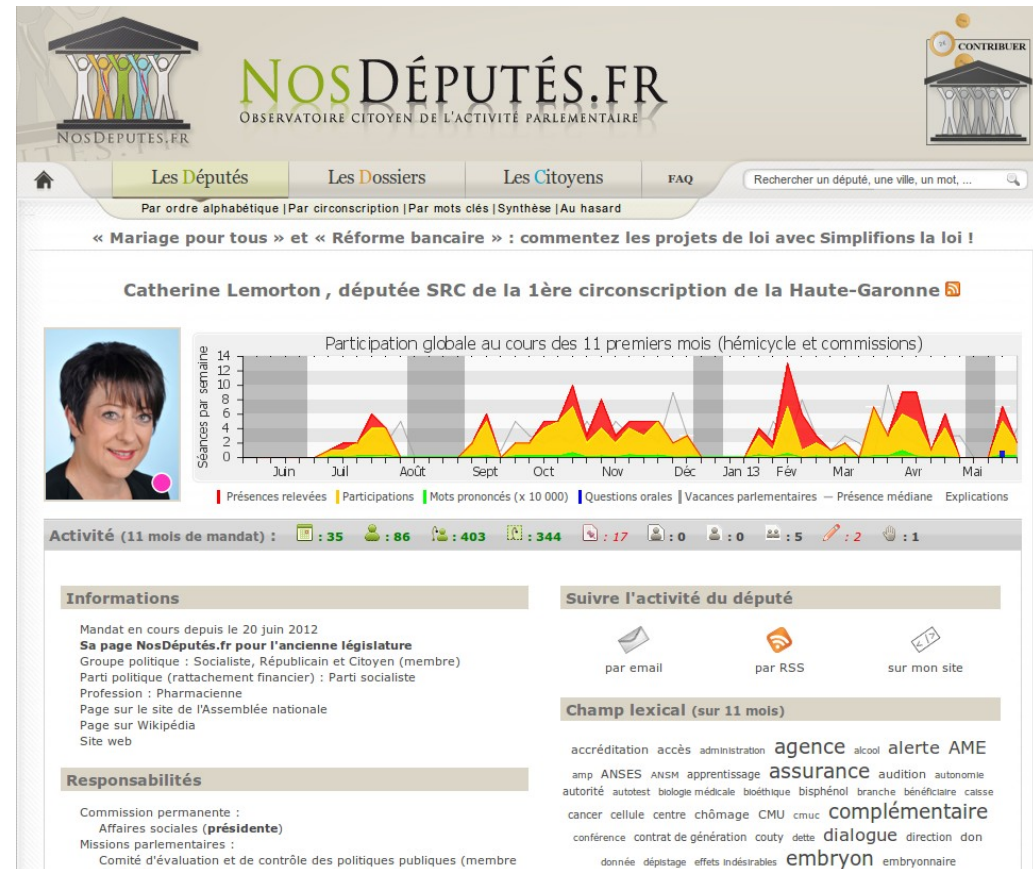 CONTRIBUER
NOSDÉPUTÉS.FR
OBSERVATOIRE CITOYEN DE L'ACTIVITÉ PARLEMENTAIRE
NOSDEPUTES.FR
Les Députés Les Dossiers Les Citoyens FAQ Rechercher un député, une ville, un mot, ...
Par ordre alphabétique |Par circonscription |Par mots clés |Synthèse |Au hasard
« Mariage pour tous » et « Réforme bancaire » : commentez les projets de loi avec Simplifions la loi !
Catherine Lemorton , députée SRC de la 1ère circonscription de la Haute-Garonne
Participation globale au cours des 11 premiers mois (hémicycle et commissions)
Séances par semaine
14
12
10
8
6
4
2
0
Juin Juil Août Sept Oct Nov Déc Jan '13 Fév Mar Avr Mai
Présences relevées Participations Mots prononcés (x 10 000) Questions orales Vacances parlementaires — Présence médiane Explications
Activité (11 mois de mandat) : : 35 : 86 : 403 : 344 : 17 : 0 : 0 : 5 : 2 : 1
Informations
Mandat en cours depuis le 20 juin 2012
Sa page NosDéputés.fr pour l'ancienne législature
Groupe politique : Socialiste, Républicain et Citoyen (membre)
Parti politique (rattachement financier) : Parti socialiste
Profession : Pharmacienne
Page sur le site de l'Assemblée nationale
Page sur Wikipédia
Site web
Responsabilités
Commission permanente :
Affaires sociales (présidente)
Missions parlementaires :
Comité d'évaluation et de contrôle des politiques publiques (membre
Suivre l'activité du député
par email par RSS sur mon site
Champ lexical (sur 11 mois)
accréditation accès administration agence alcool alerte AME
amp ANSES ANSM apprentissage assurance audition autonomie
autorité autotest biologie médicale bioéthique bisphénol branche bénéficiaire caisse
cancer cellule centre chômage CMU cmuc complémentaire
conférence contrat de génération couty dette dialogue direction don
donnée dépistage effets indésirables embryon embryonnaire